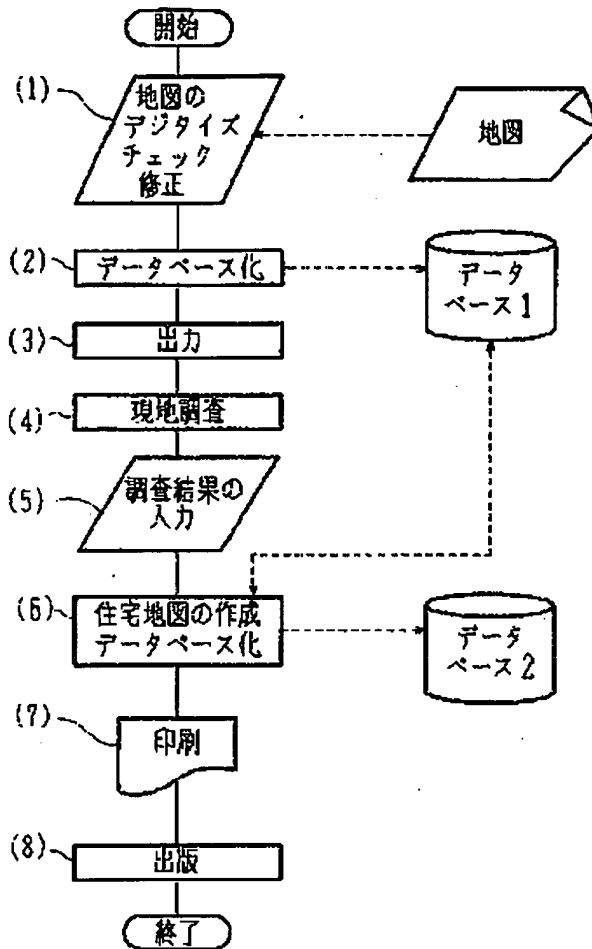 開始
(1)
地図の
デジタイズ
チェック
修正
地図
(2)
データベース化
データ
ベース1
(3)
出力
(4)
現地調査
(5)
調査結果の
入力
(6)
住宅地図の作成
データベース化
データ
ベース2
(7)
印刷
(8)
出版
終了